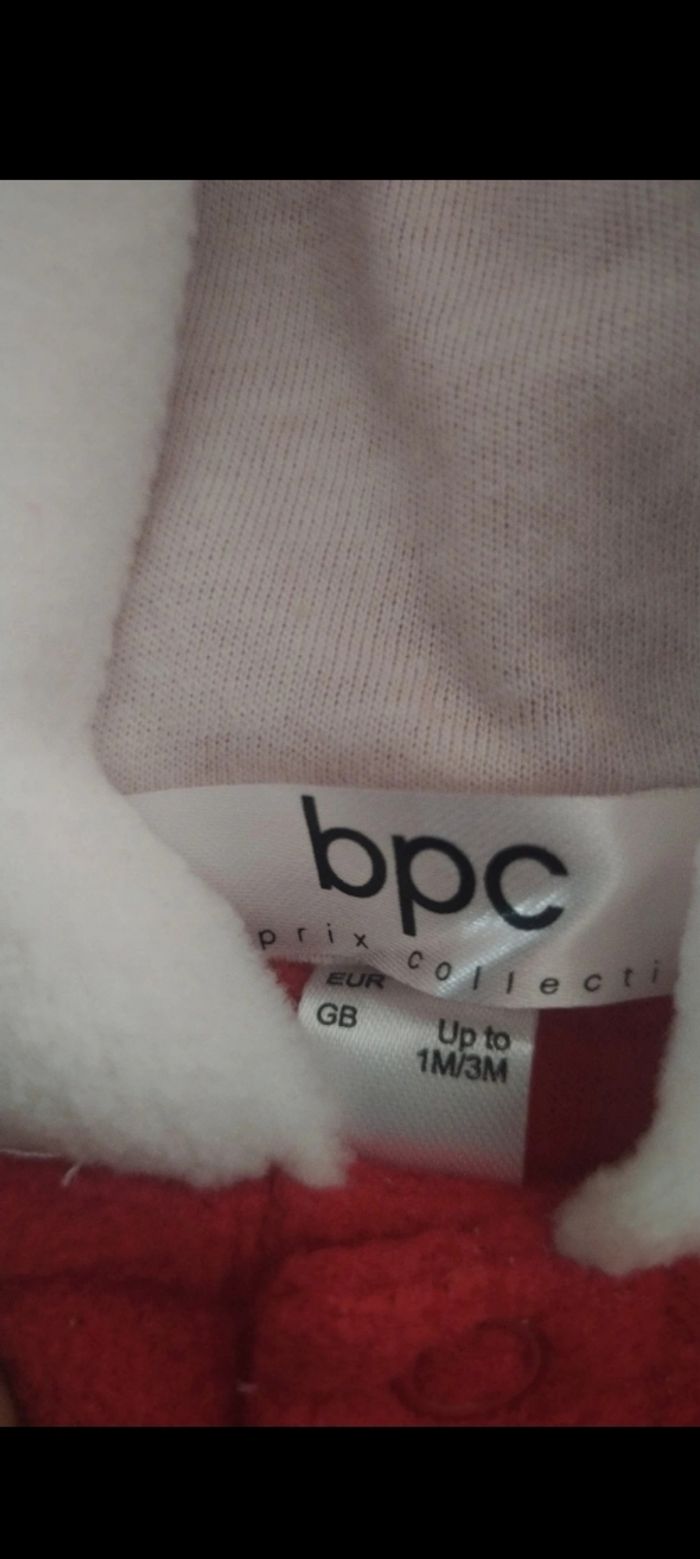 bpc
prix collecti
EUR
GB Up to
1M/3M